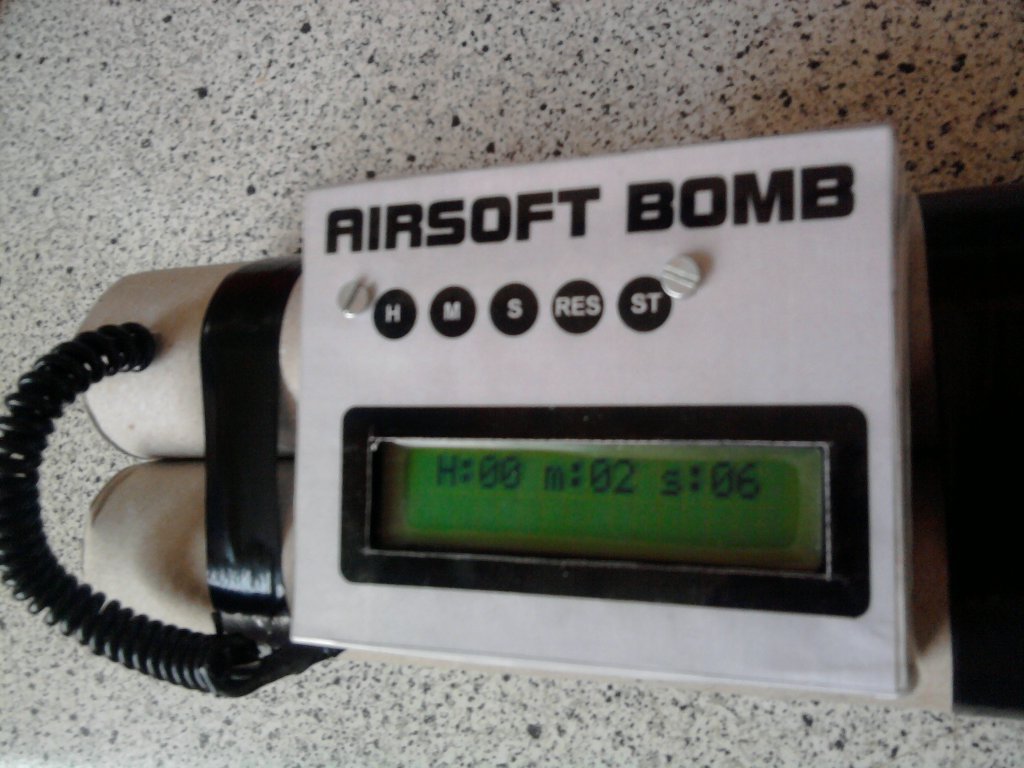 AIRSOFT BOMB
H M S RES ST
H:00 m:02 s:06